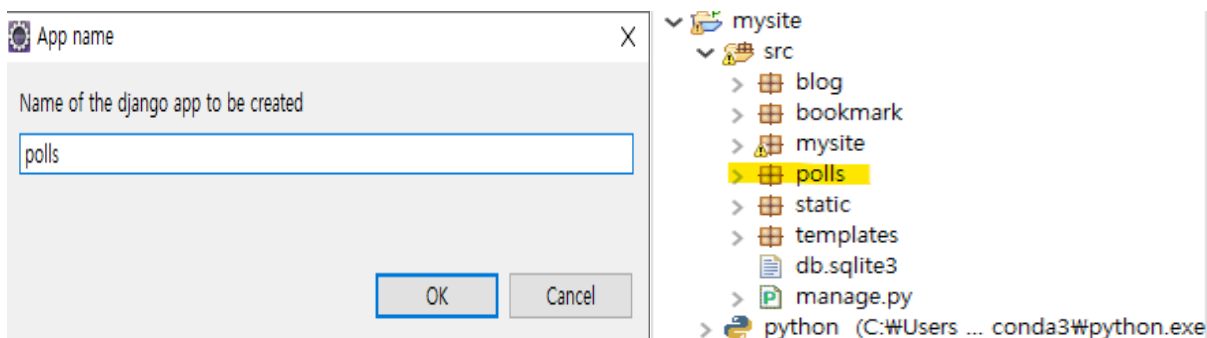 App name
X
Name of the django app to be created
polls
OK
Cancel
mysite
src
blog
bookmark
mysite
polls
static
templates
db.sqlite3
manage.py
python (C:₩Users ... conda3₩python.exe